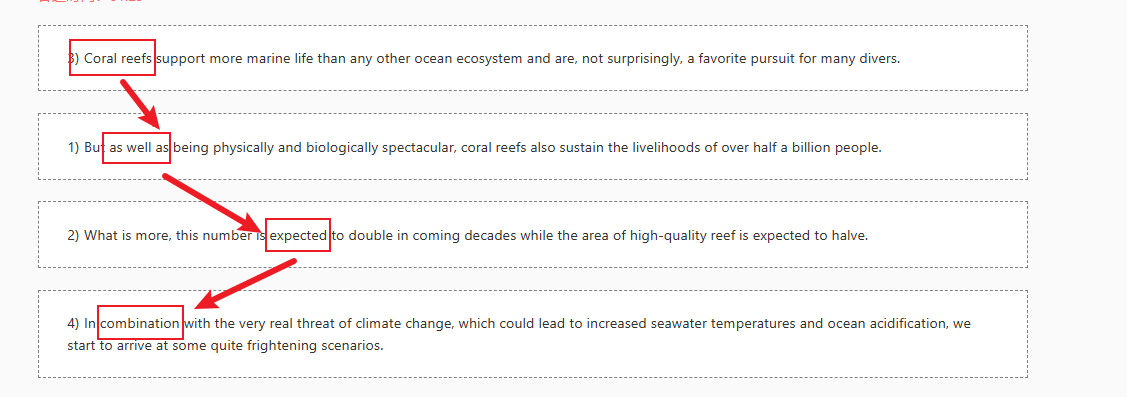 3) Coral reefs support more marine life than any other ocean ecosystem and are, not surprisingly, a favorite pursuit for many divers.
1) But as well as being physically and biologically spectacular, coral reefs also sustain the livelihoods of over half a billion people.
2) What is more, this number is expected to double in coming decades while the area of high-quality reef is expected to halve.
4) In combination with the very real threat of climate change, which could lead to increased seawater temperatures and ocean acidification, we
start to arrive at some quite frightening scenarios.